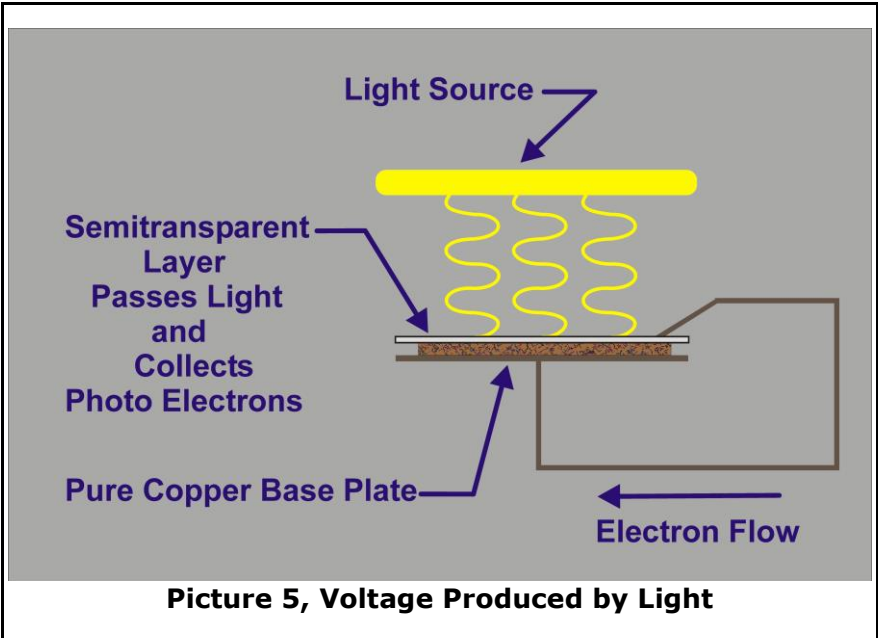 Light Source
Semitransparent
Layer
Passes Light
and
Collects
Photo Electrons
Pure Copper Base Plate
Electron Flow
Picture 5, Voltage Produced by Light